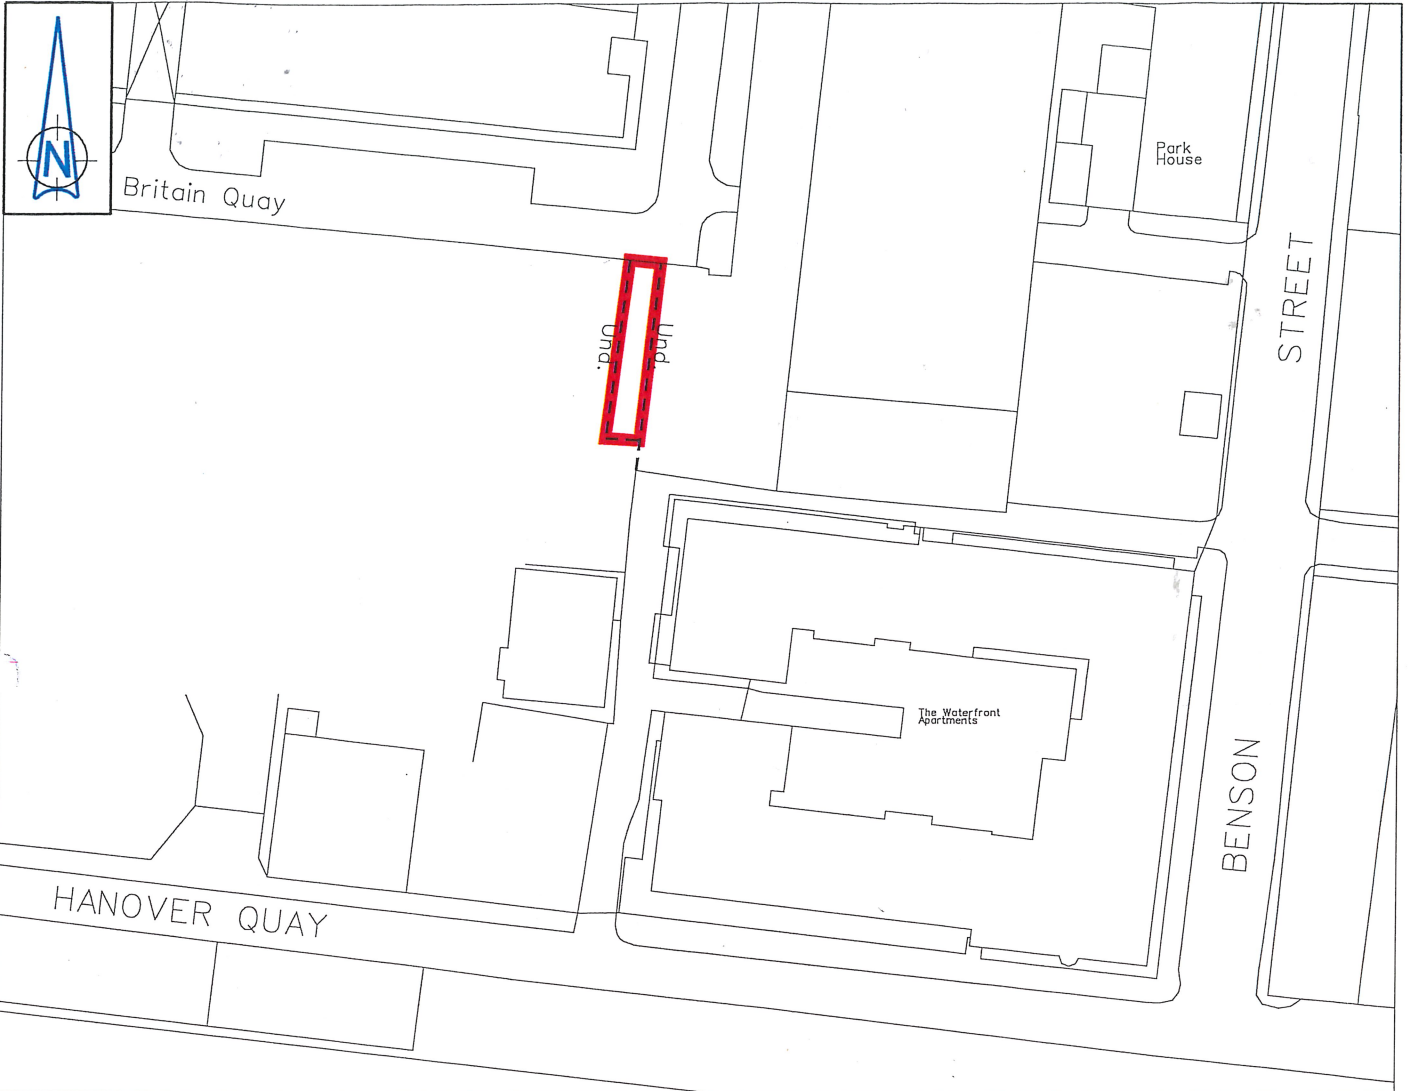 N
Britain Quay
Park
House
STREET
Und.
Und.
The Waterfront
Apartments
BENSON
HANOVER QUAY